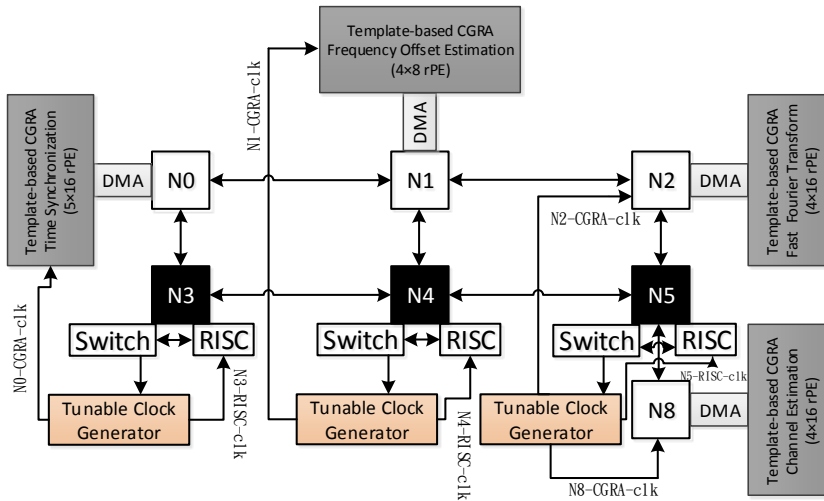 Template-based CGRA
Frequency Offset Estimation
(4×8 rPE)
N1-CGRA-clk
DMA
Template-based CGRA
Time Synchronization
(5×16 rPE)
DMA
N0
N1
N2
DMA
Template-based CGRA
Fast Fourier Transform
(4×16 rPE)
N2-CGRA-clk
N3
N4
N5
Switch
RISC
Switch
RISC
Switch
RISC
N0-CGRA-clk
N3-RISC-clk
N4-RISC-clk
N5-RISC-clk
Tunable Clock
Generator
Tunable Clock
Generator
Tunable Clock
Generator
N8
DMA
Template-based CGRA
Channel Estimation
(4×16 rPE)
N8-CGRA-clk